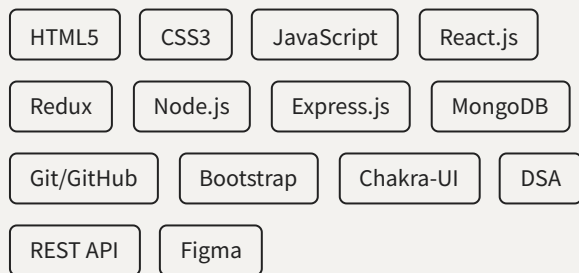 HTML5 CSS3 JavaScript React.js
Redux Node.js Express.js MongoDB
Git/GitHub Bootstrap Chakra-UI DSA
REST API Figma